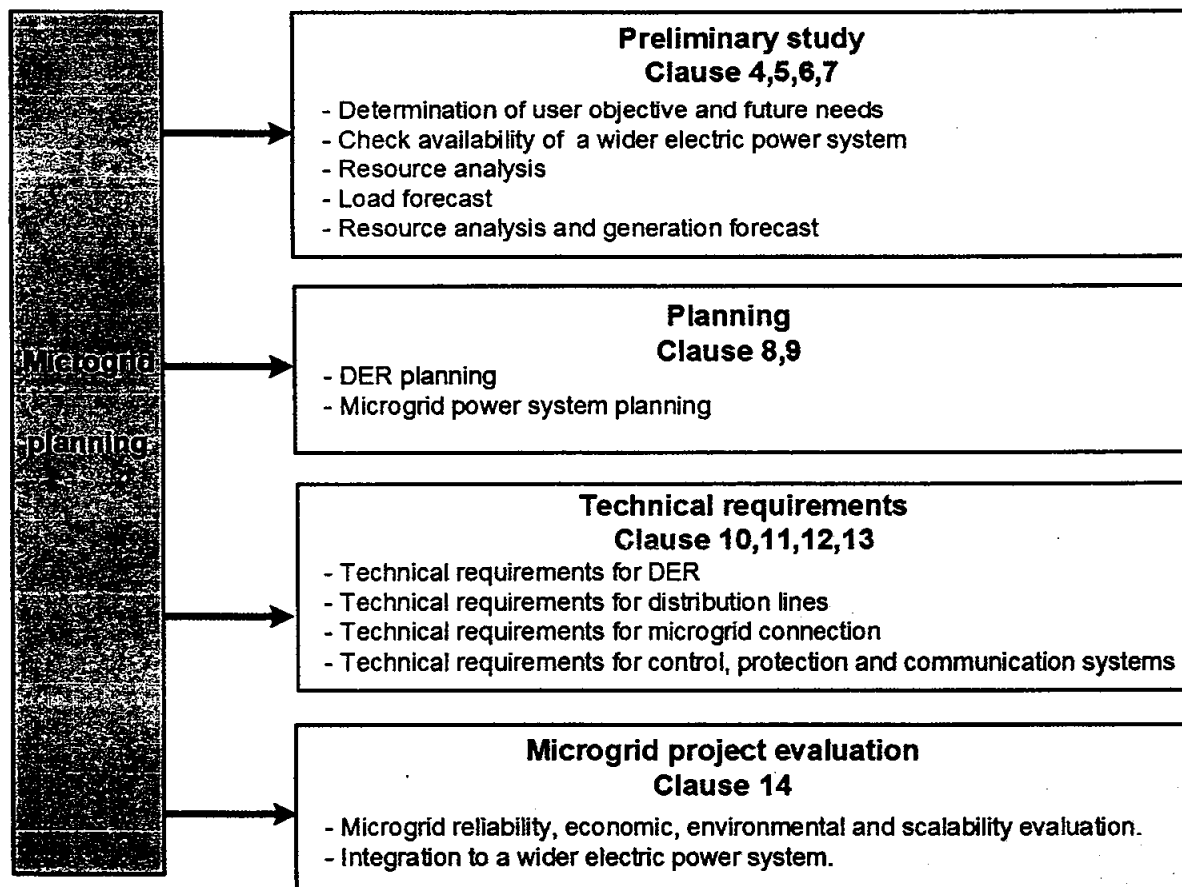 Preliminary study
Clause 4,5,6,7
- Determination of user objective and future needs
- Check availability of a wider electric power system
- Resource analysis
- Load forecast
- Resource analysis and generation forecast
Microgrid
planning
Planning
Clause 8,9
- DER planning
- Microgrid power system planning
Technical requirements
Clause 10,11,12,13
- Technical requirements for DER
- Technical requirements for distribution lines
- Technical requirements for microgrid connection
- Technical requirements for control, protection and communication systems
Microgrid project evaluation
Clause 14
- Microgrid reliability, economic, environmental and scalability evaluation.
- Integration to a wider electric power system.